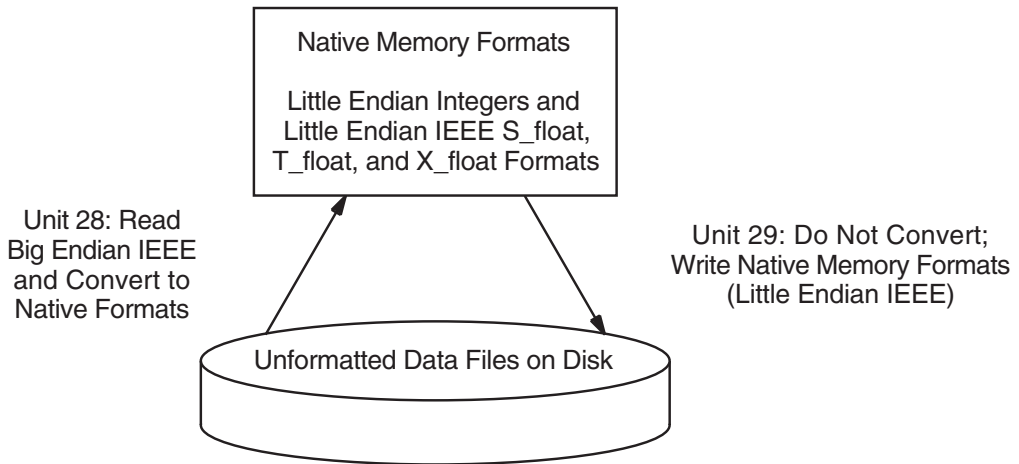 Native Memory Formats
Little Endian Integers and
Little Endian IEEE S_float,
T_float, and X_float Formats
Unit 28: Read
Big Endian IEEE
and Convert to
Native Formats
Unit 29: Do Not Convert;
Write Native Memory Formats
(Little Endian IEEE)
Unformatted Data Files on Disk